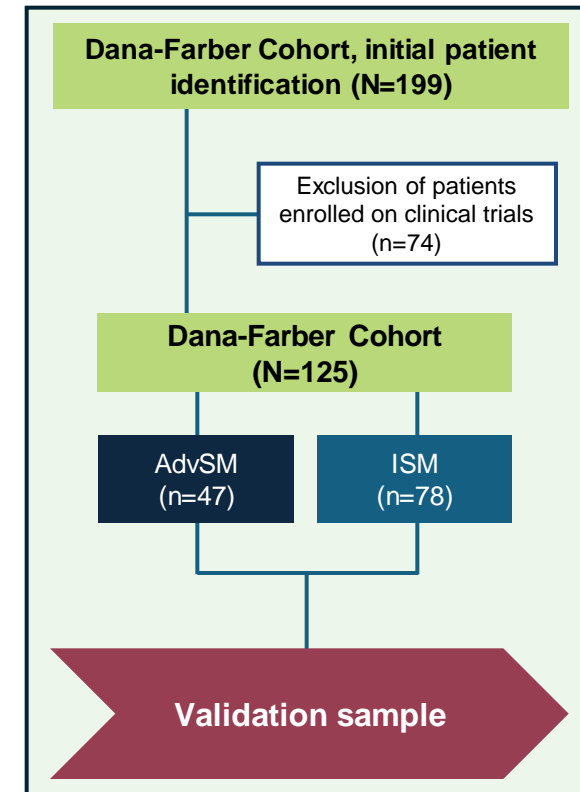 Dana-Farber Cohort, initial patient
identification (N=199)
Exclusion of patients
enrolled on clinical trials
(n=74)
Dana-Farber Cohort
(N=125)
AdvSM
(n=47)
ISM
(n=78)
Validation sample